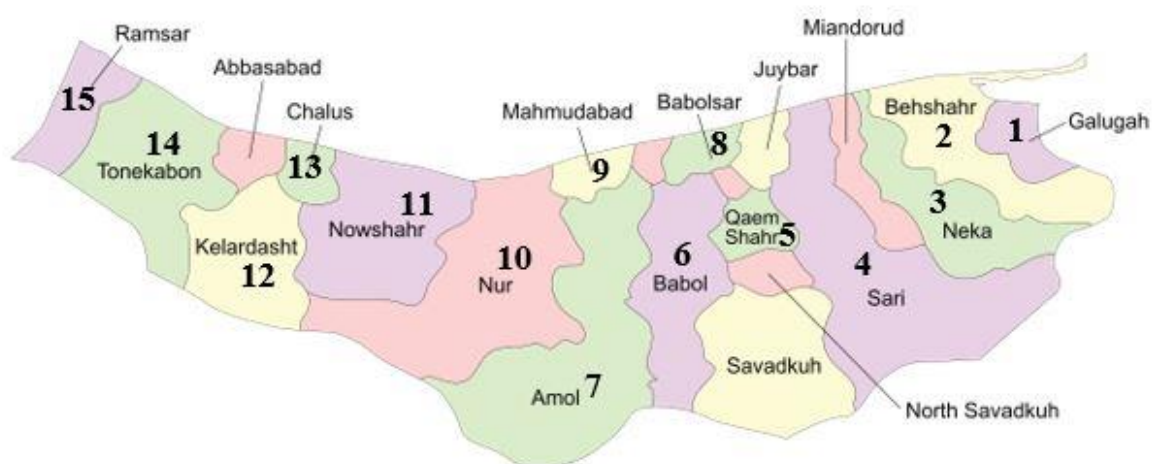 Ramsar
15
Abbasabad
Chalus
14
Tonekabon
13
11
Nowshahr
Kelardasht
12
Mahmudabad
9
10
Nur
Amol 7
Babolsar
8
6
Babol
Juybar
Qaem
Shahr 5
Savadkuh
North Savadkuh
Miandorud
4
Sari
Behshahr
2
3
Neka
1
Galugah